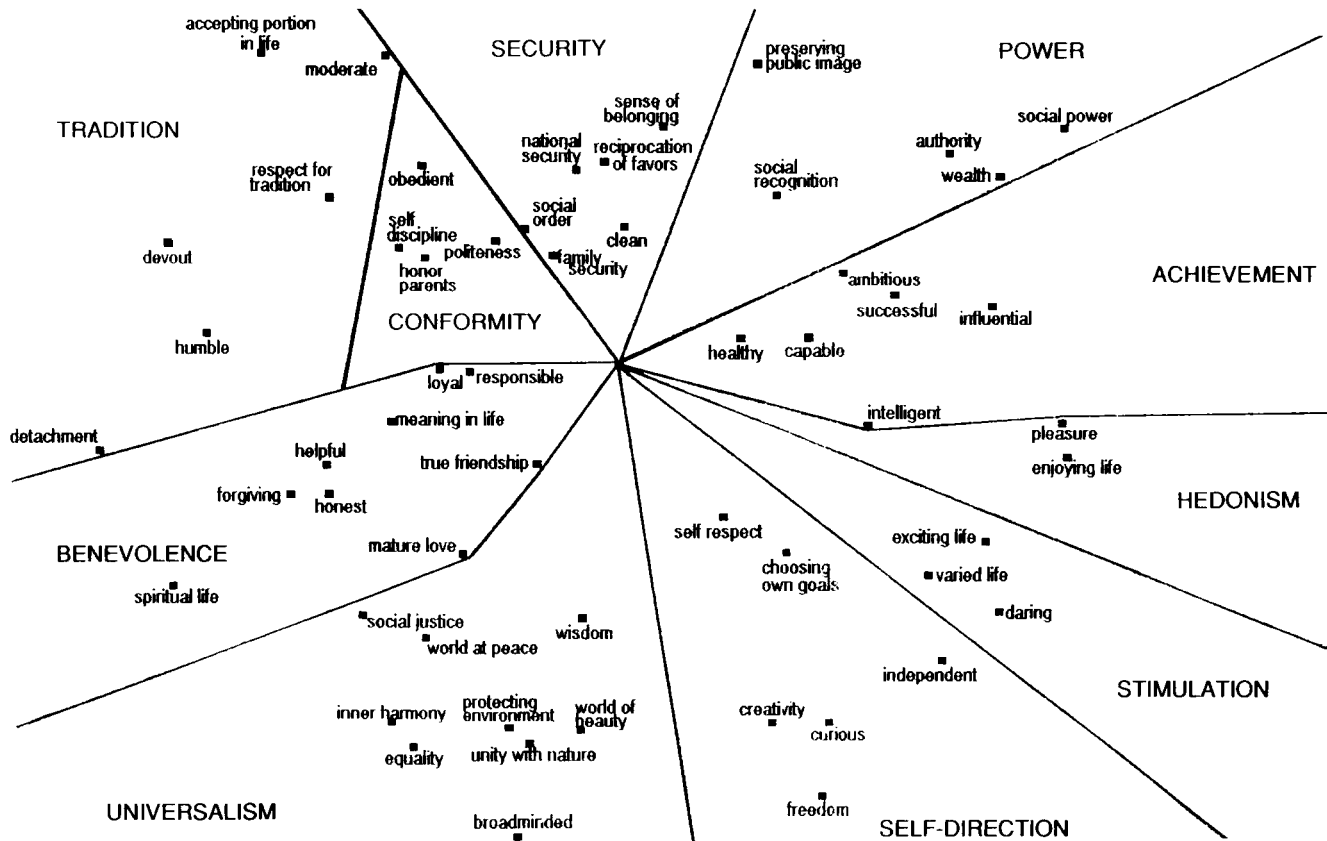 accepting portion
in life
moderate
SECURITY
preserving
public image
POWER
TRADITION
sense of
belonging
social power
national
security
reciprocation
of favors
authority
wealth
respect for
tradition
obedient
social
recognition
self
discipline
social
order
politeness
clean
devout
honor
parents
family
security
ambitious
ACHIEVEMENT
successful
influential
CONFORMITY
humble
healthy
capable
loyal
responsible
meaning in life
intelligent
pleasure
detachment
helpful
true friendship
enjoying life
forgiving
honest
HEDONISM
self respect
exciting life
BENEVOLENCE
mature love
choosing
own goals
varied life
spiritual life
daring
social justice
wisdom
world at peace
independent
STIMULATION
inner harmony
protecting
environment
world of
beauty
creativity
curious
equality
unity with nature
UNIVERSALISM
freedom
broadminded
SELF-DIRECTION